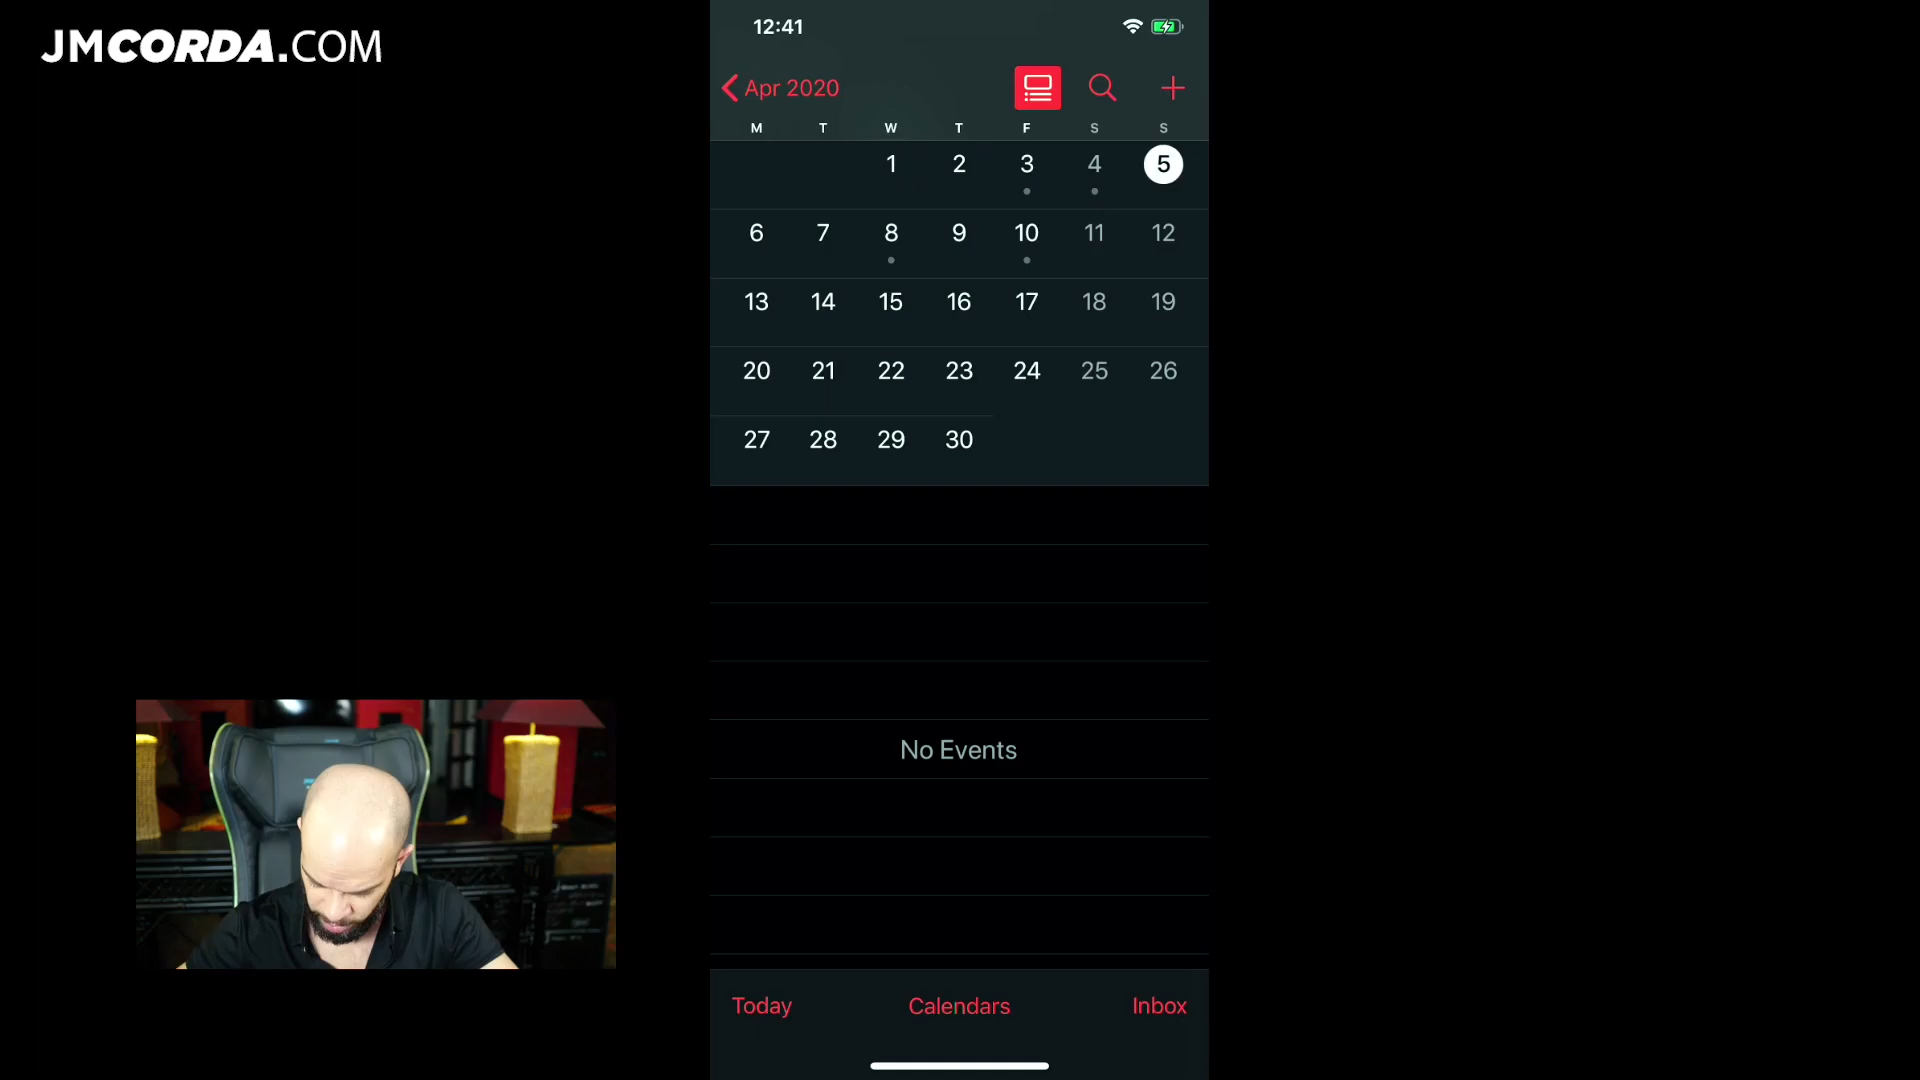 JMCORDA.COM
12:41
Apr 2020
M T W T F S S
1 2 3 4 5
6 7 8 9 10 11 12
13 14 15 16 17 18 19
20 21 22 23 24 25 26
27 28 29 30
No Events
Today Calendars Inbox